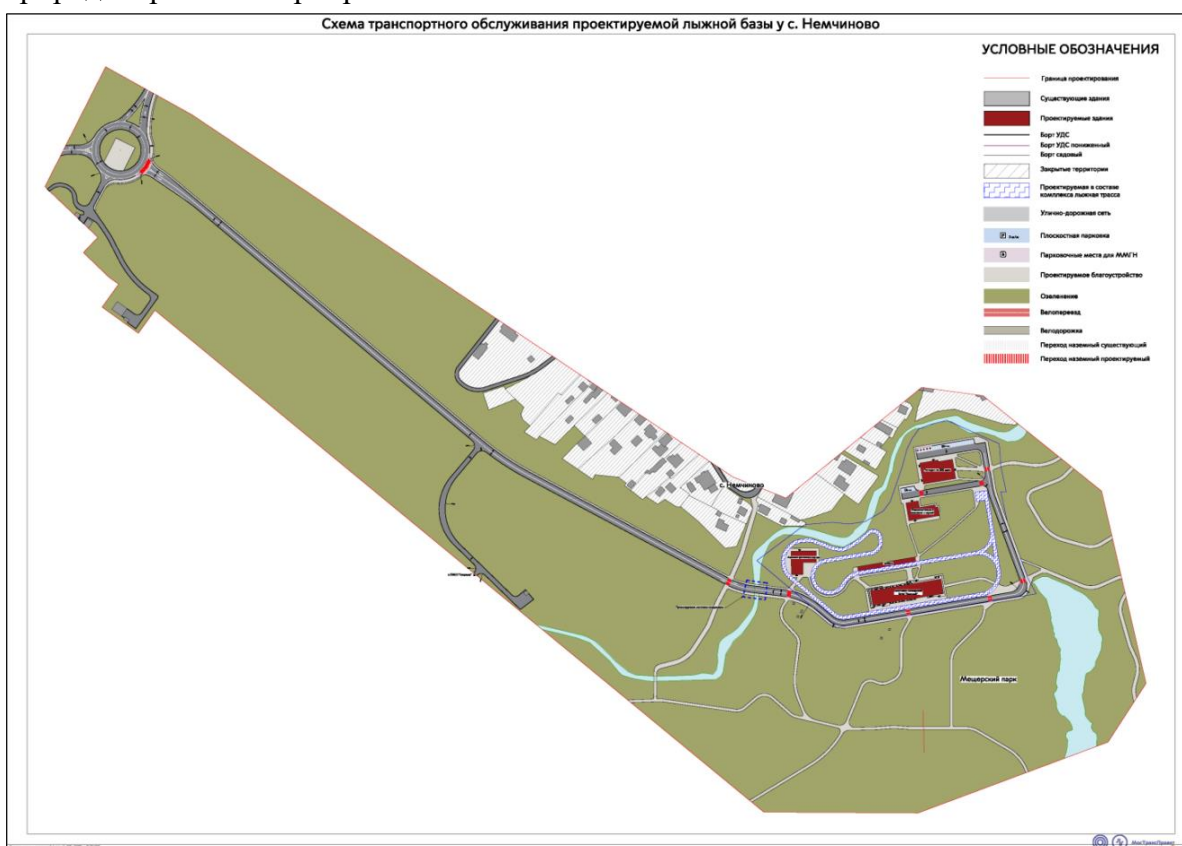 Схема транспортного обслуживания проектируемой лыжной базы у с. Немчиново
УСЛОВНЫЕ ОБОЗНАЧЕНИЯ
Граница проектирования
Существующие здания
Проектируемые здания
Борт УДС
Борт УДС пониженный
Борт садовый
Закрытые территории
Проектируемая в составе
комплекса лыжная трасса
Улично-дорожная сеть
Плоскостная парковка
Парковочные места для ММГН
Проектируемое благоустройство
Озеленение
Велопереезд
Велодорожка
Переход наземный существующий
Переход наземный проектируемый
с. Немчиново
Мещерский парк
МосТрансПроект